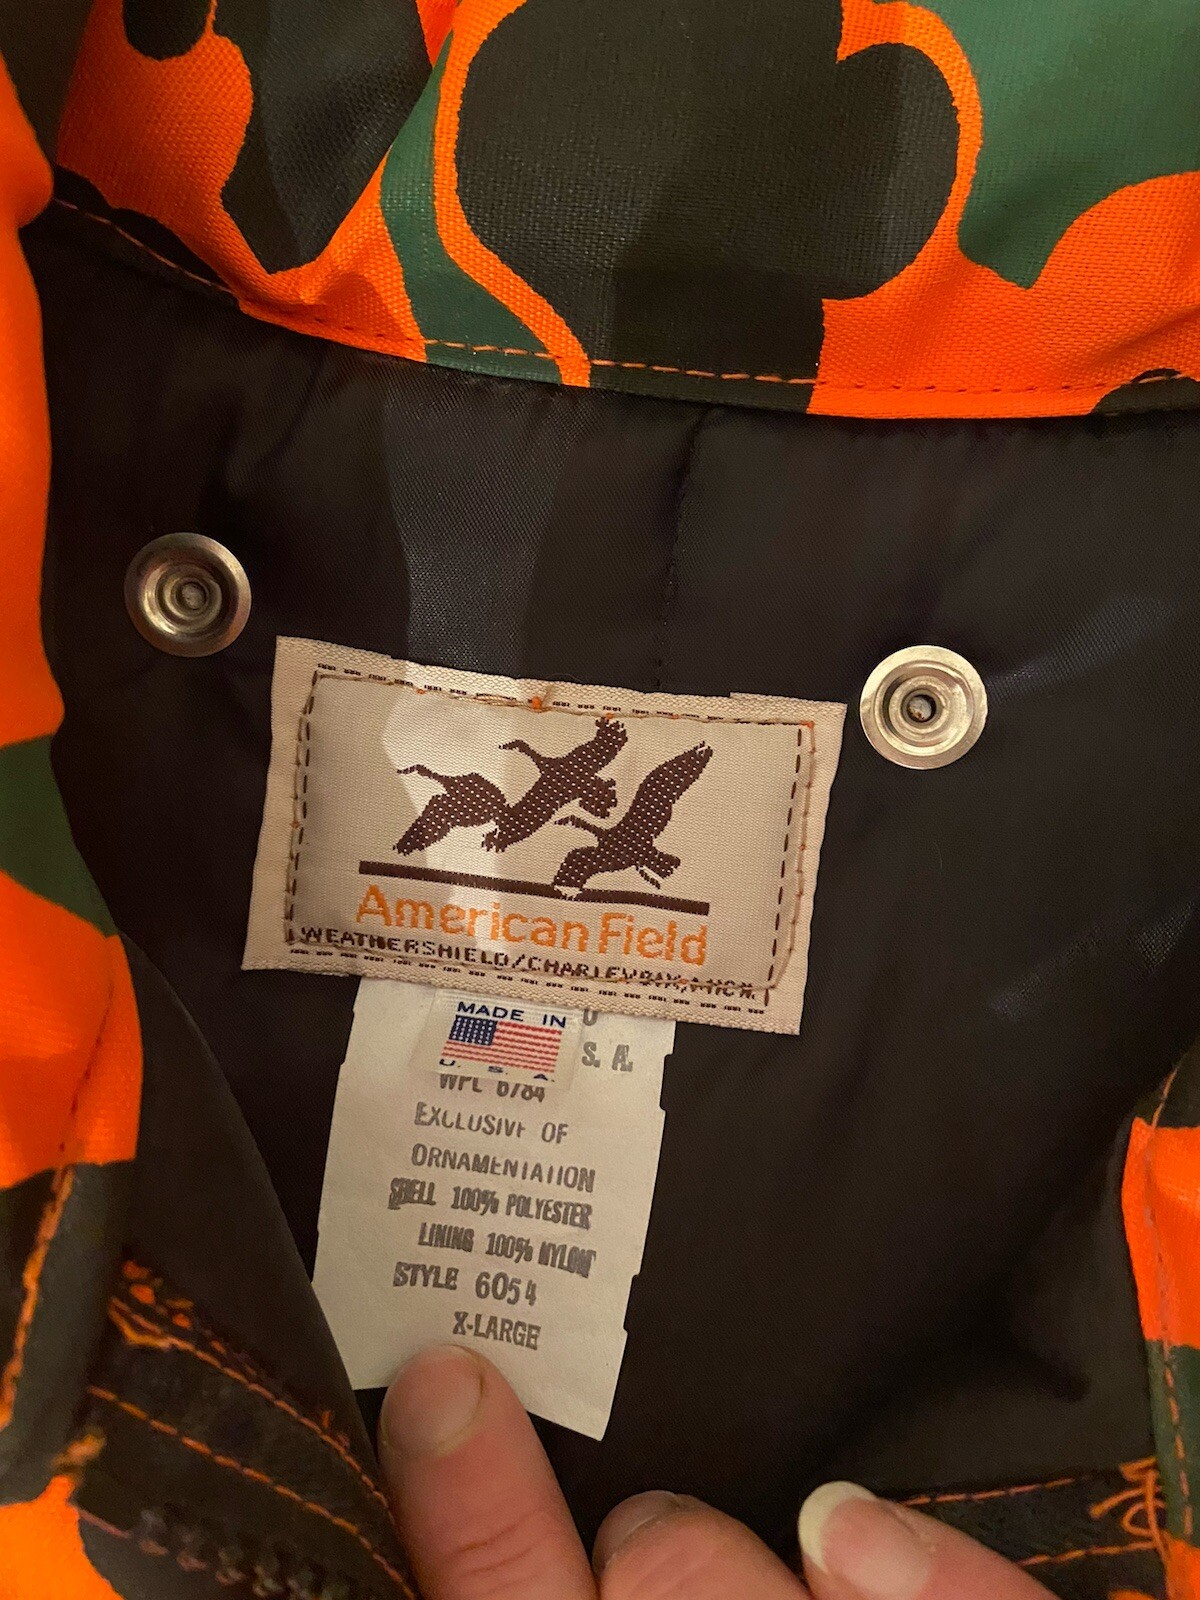 American Field
WEATHERSHIELD/CHARLEVOIX, MICH.
MADE IN
U. S. A.
S. A.
WPL 6784
EXCLUSIVE OF
ORNAMENTATION
SHELL 100% POLYESTER
LINING 100% NYLON
STYLE 6054
X-LARGE